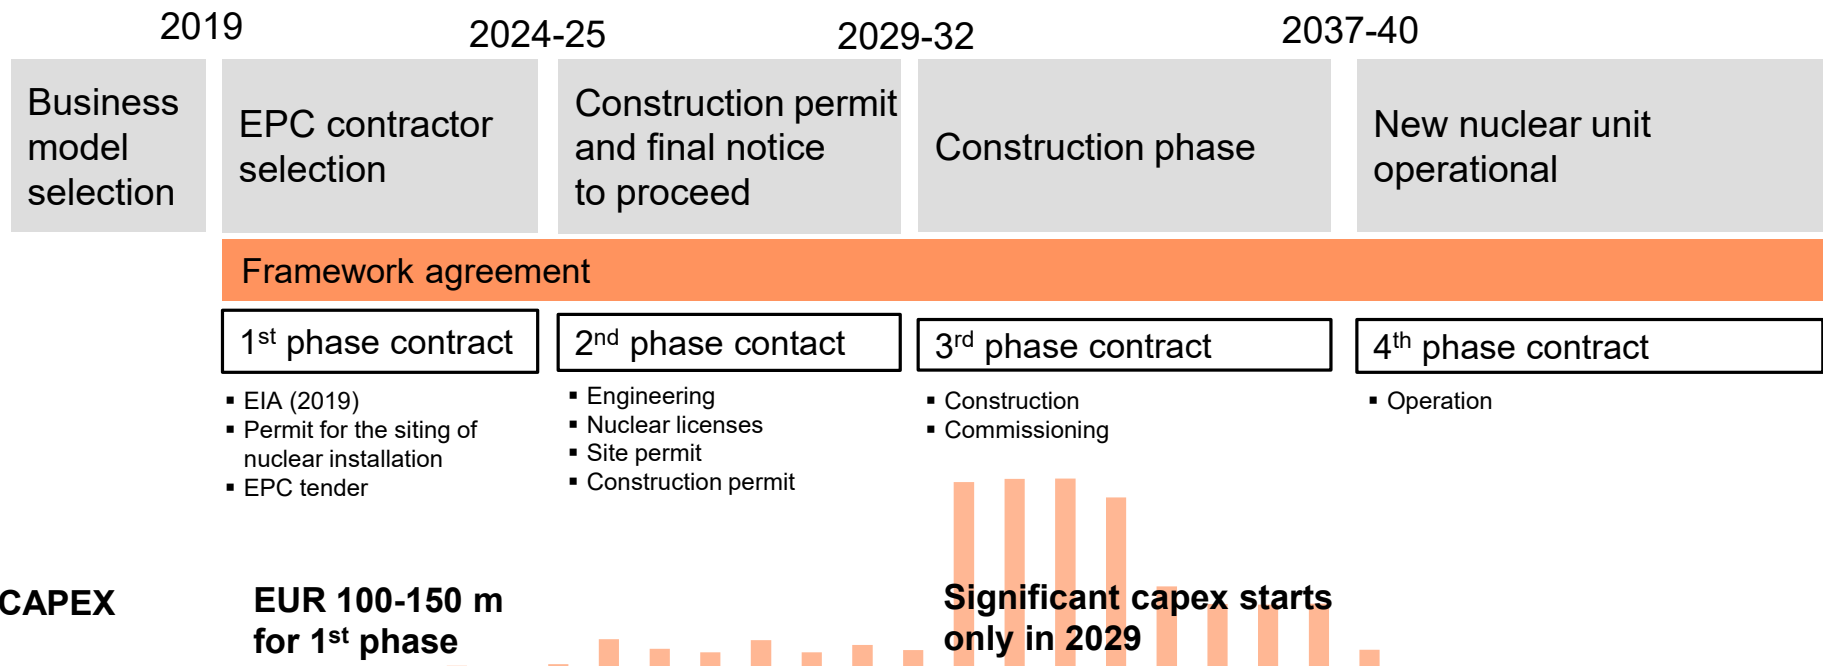 2019
2024-25
2029-32
2037-40
Business
model
selection
EPC contractor
selection
Construction permit
and final notice
to proceed
Construction phase
New nuclear unit
operational
Framework agreement
1st phase contract
2nd phase contact
3rd phase contract
4th phase contract
▪ EIA (2019)
▪ Permit for the siting of
nuclear installation
▪ EPC tender
▪ Engineering
▪ Nuclear licenses
▪ Site permit
▪ Construction permit
▪ Construction
▪ Commissioning
▪ Operation
CAPEX
EUR 100-150 m
for 1st phase
Significant capex starts
only in 2029